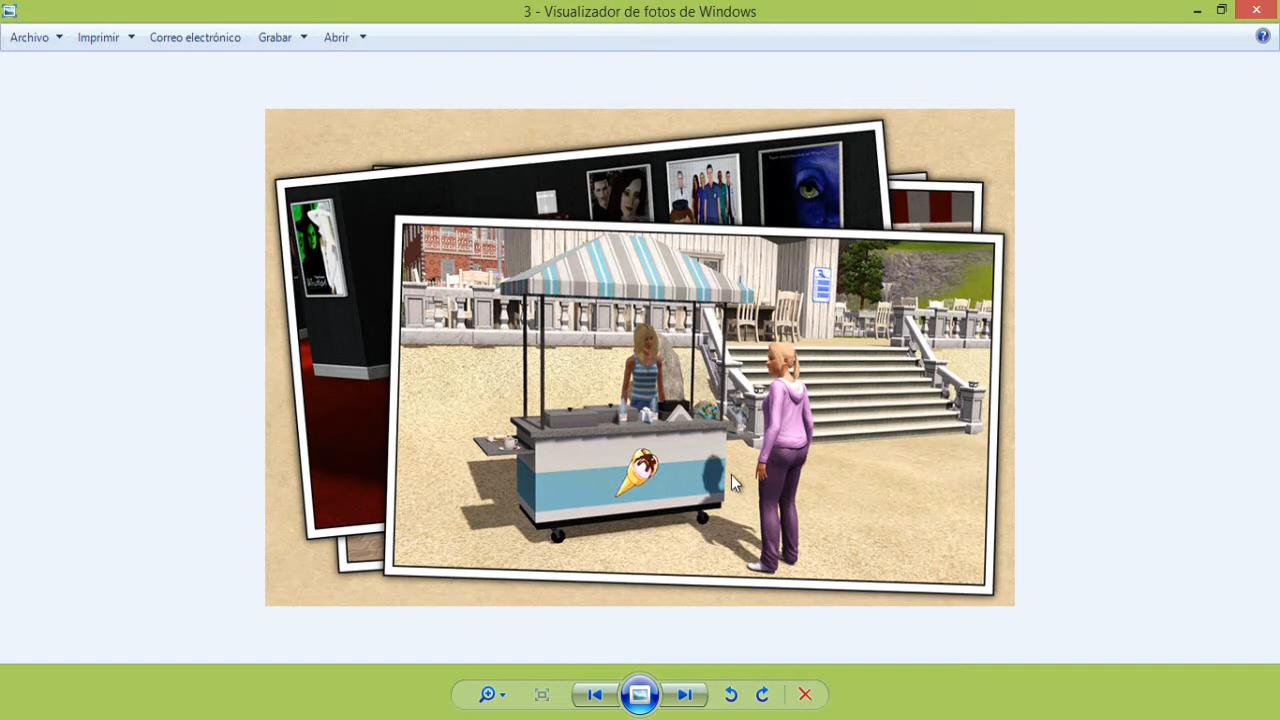 3 - Visualizador de fotos de Windows
Archivo Imprimir Correo electrónico Grabar Abrir